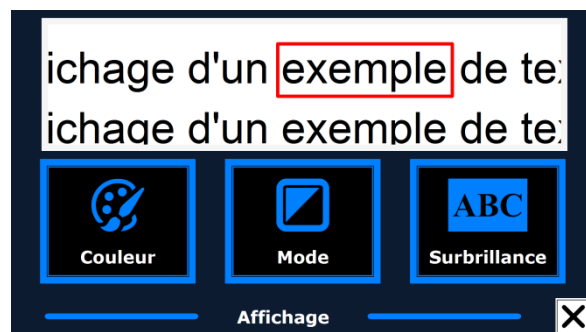 ichage d'un exemple de te
ichage d'un exemple de te
ABC
Couleur
Mode
Surbrillance
Affichage